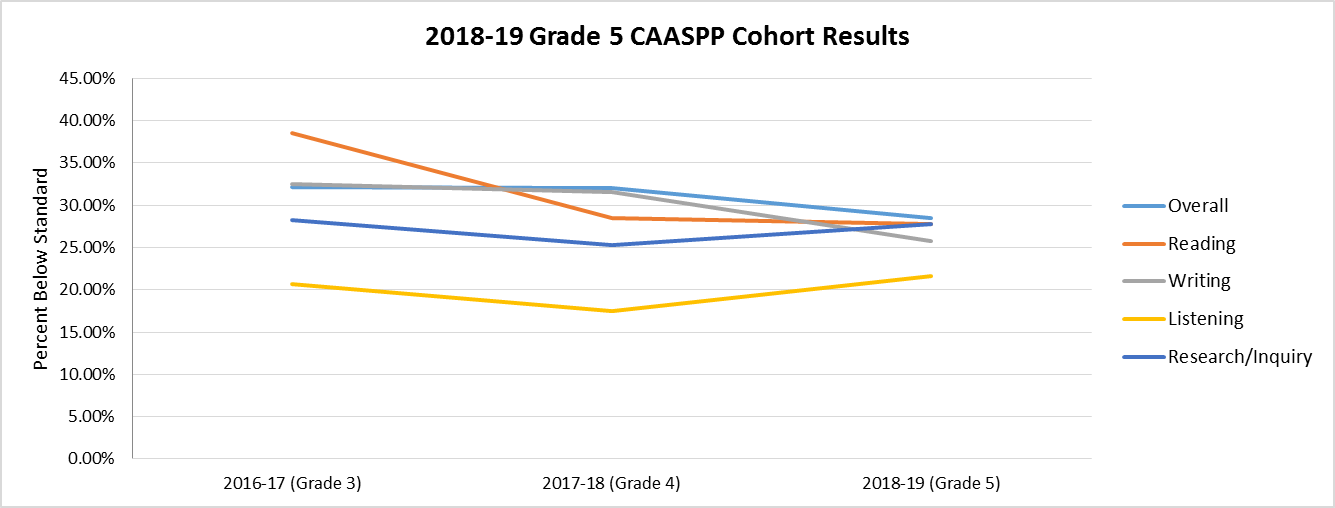 2018-19 Grade 5 CAASPP Cohort Results
Percent Below Standard
45.00%
40.00%
35.00%
30.00%
25.00%
20.00%
15.00%
10.00%
5.00%
0.00%
2016-17 (Grade 3)
2017-18 (Grade 4)
2018-19 (Grade 5)
Overall
Reading
Writing
Listening
Research/Inquiry